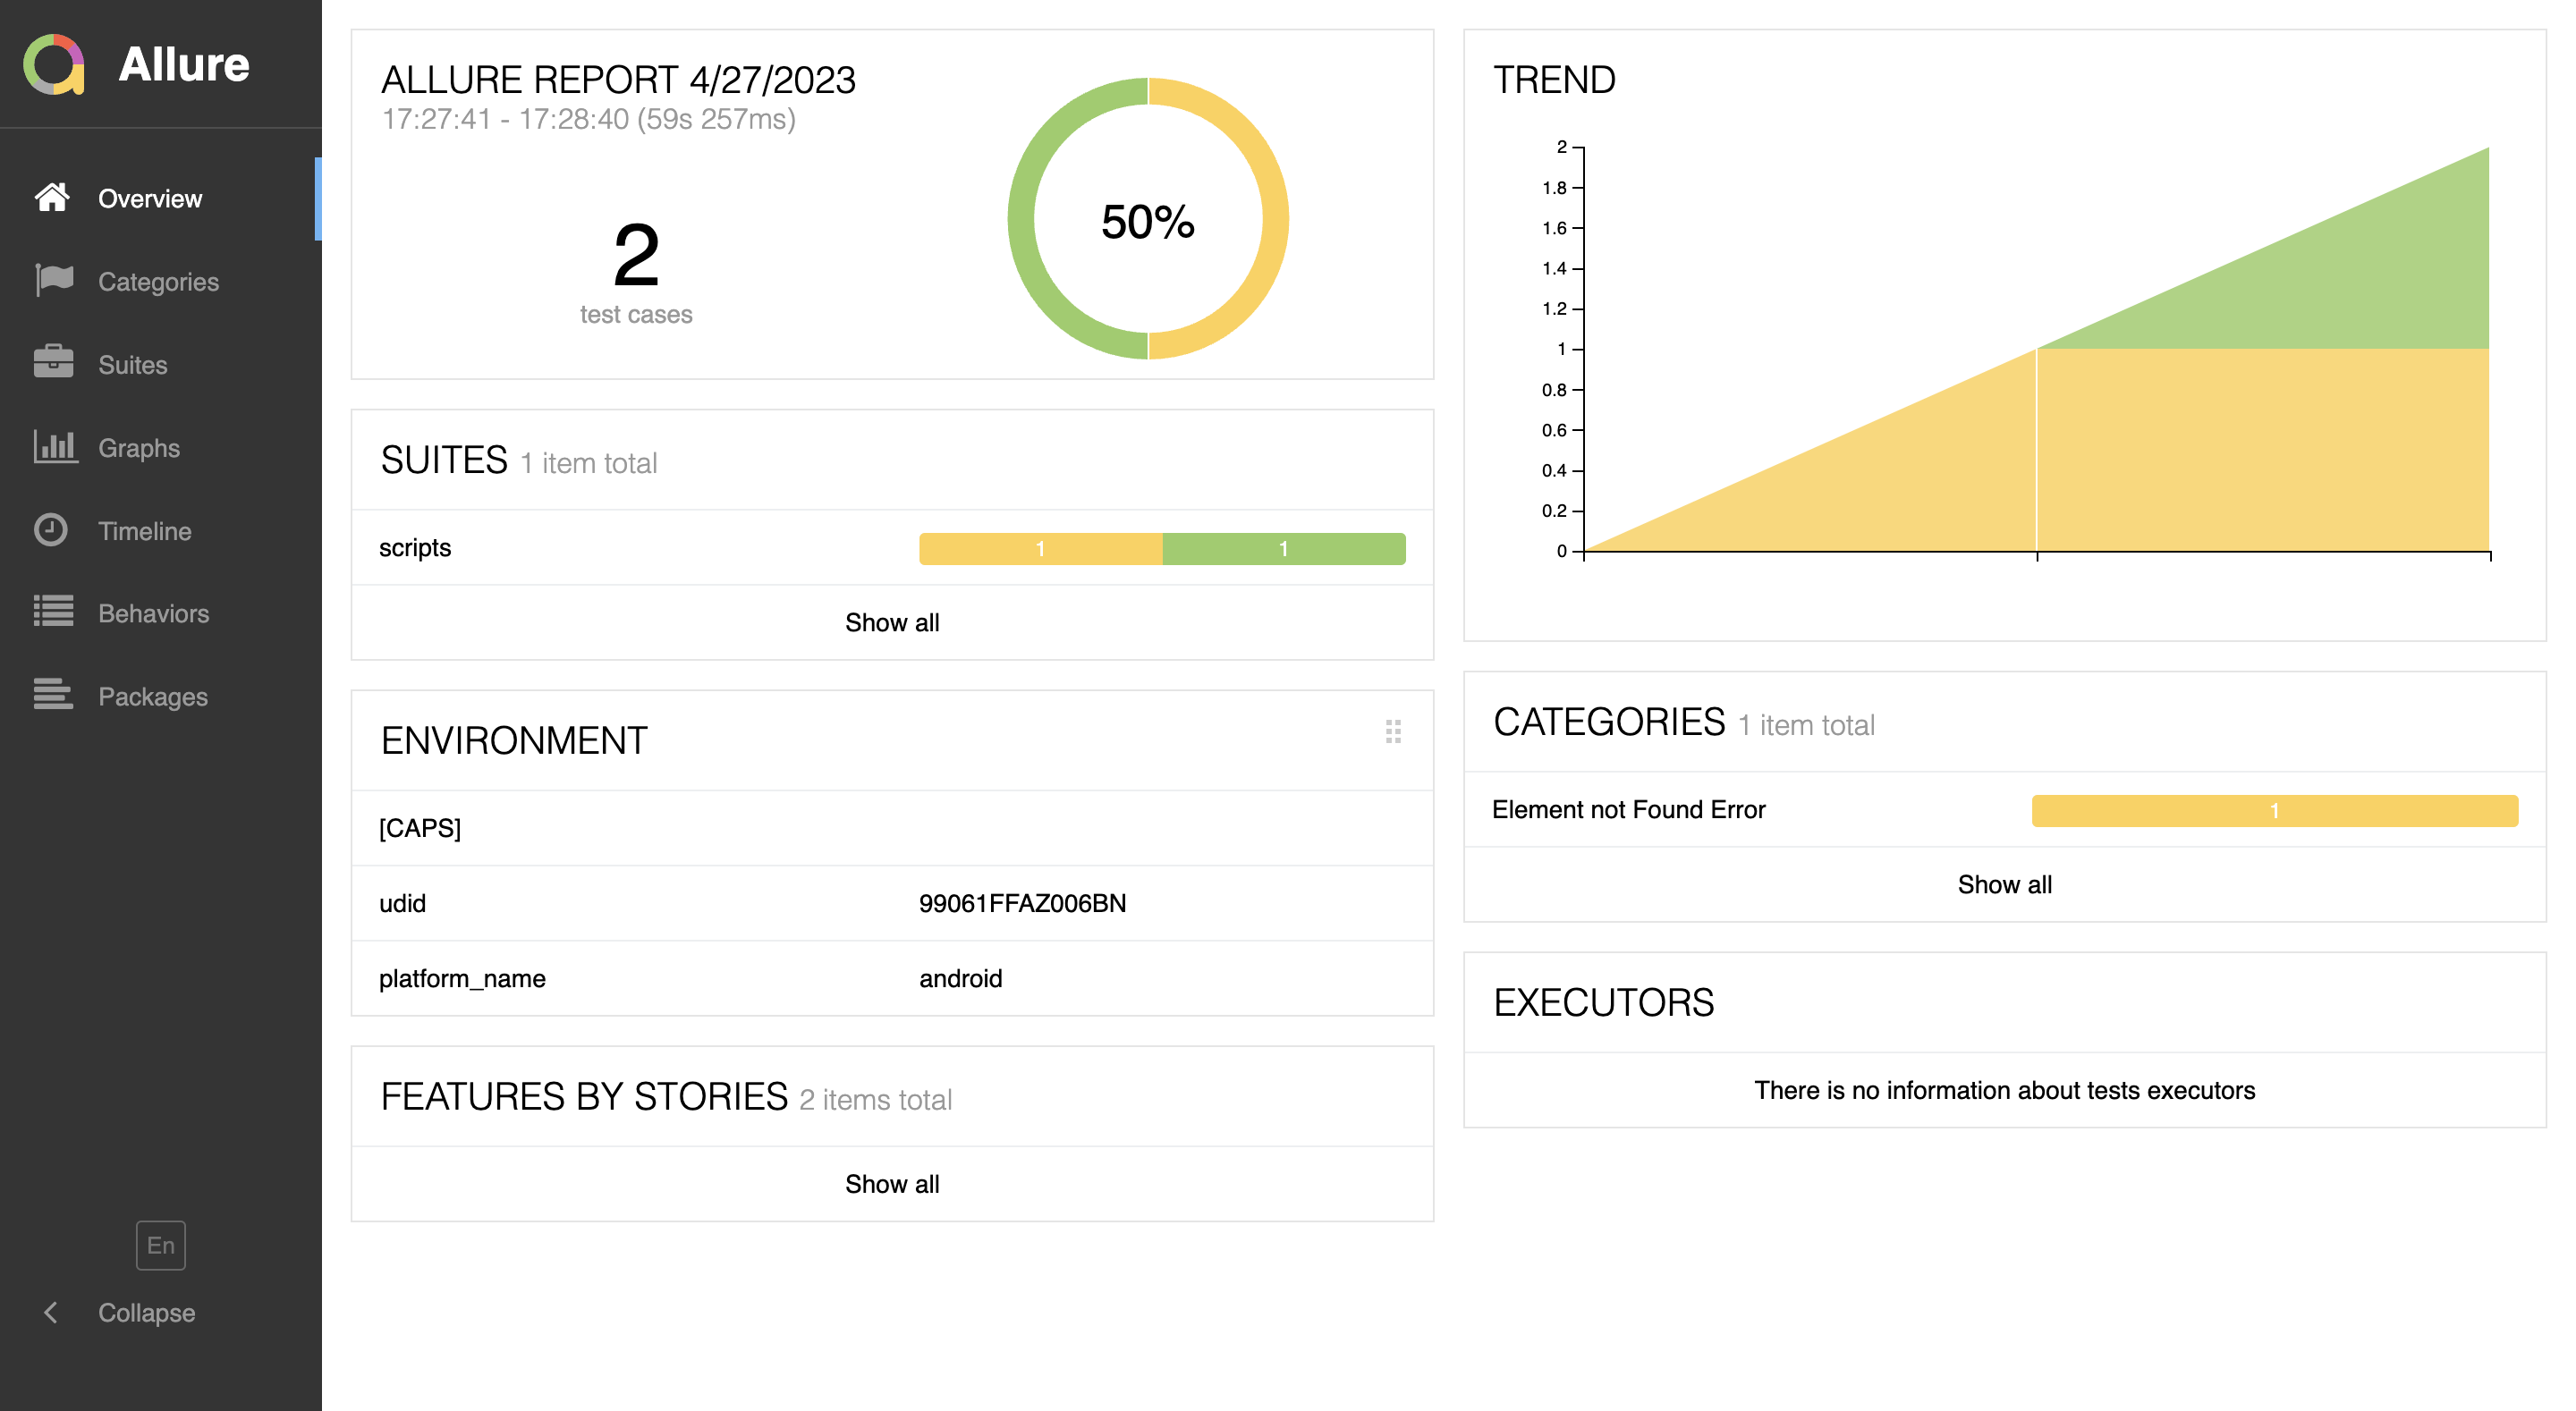 Allure
Overview
Categories
Suites
Graphs
Timeline
Behaviors
Packages
En
Collapse
ALLURE REPORT 4/27/2023
17:27:41 - 17:28:40 (59s 257ms)
2
test cases
50%
SUITES 1 item total
scripts 1 1
Show all
ENVIRONMENT
[CAPS]
udid 99061FFAZ006BN
platform_name android
FEATURES BY STORIES 2 items total
Show all
TREND
2
1.8
1.6
1.4
1.2
1
0.8
0.6
0.4
0.2
0
CATEGORIES 1 item total
Element not Found Error 1
Show all
EXECUTORS
There is no information about tests executors